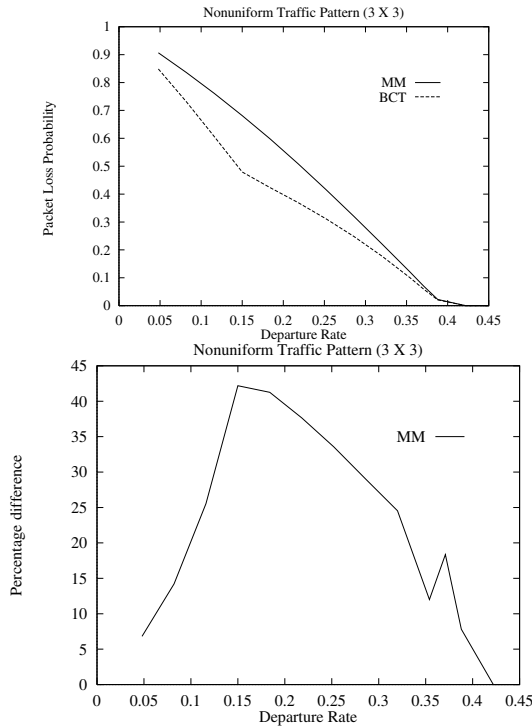 Nonuniform Traffic Pattern (3 X 3)
1
0.9
0.8
0.7
0.6
0.5
0.4
0.3
0.2
0.1
0
Packet Loss Probability
MM
BCT
0 0.05 0.1 0.15 0.2 0.25 0.3 0.35 0.4 0.45
Departure Rate
Nonuniform Traffic Pattern (3 X 3)
45
40
35
30
25
20
15
10
5
0
Percentage difference
MM
0 0.05 0.1 0.15 0.2 0.25 0.3 0.35 0.4 0.45
Departure Rate